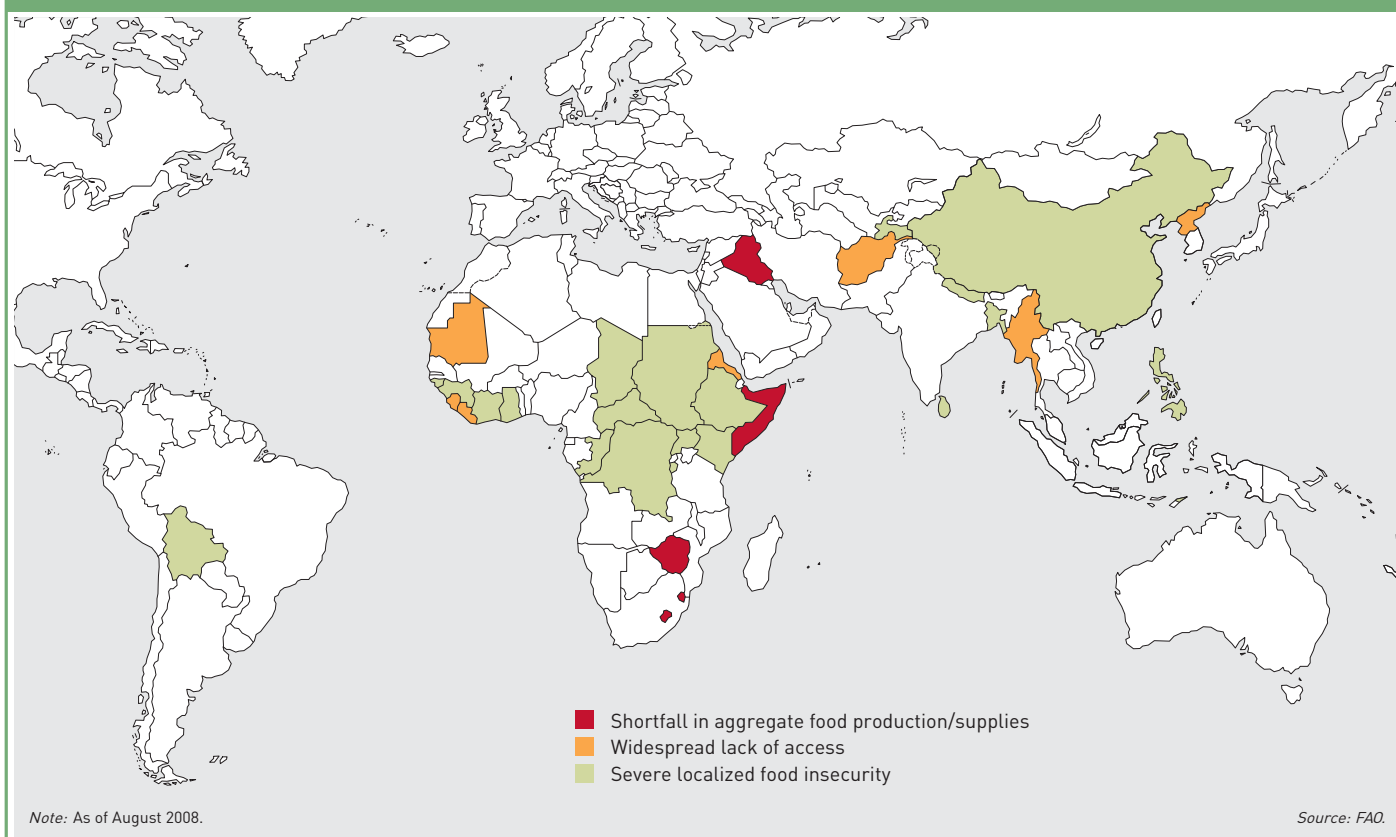 Shortfall in aggregate food production/supplies
Widespread lack of access
Severe localized food insecurity
Note: As of August 2008.
Source: FAO.